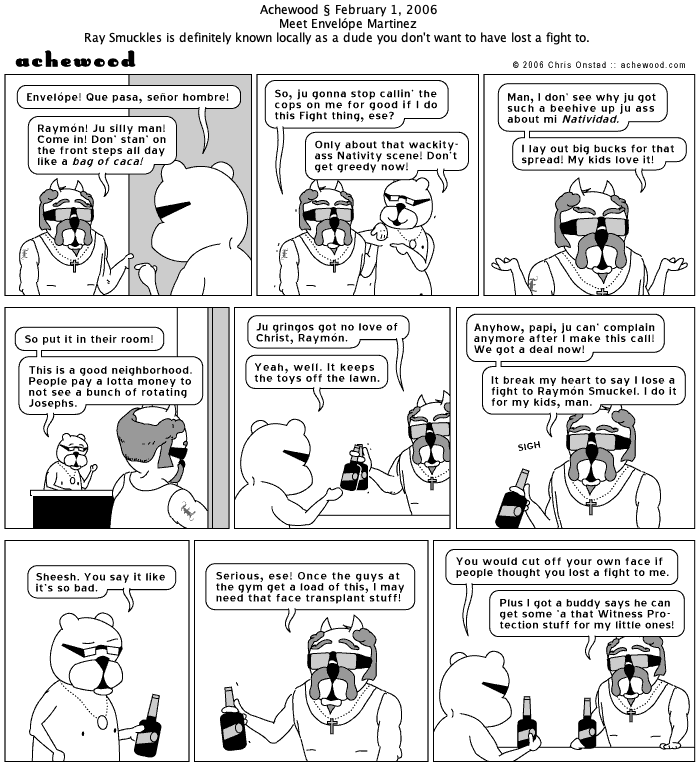 Achewood § February 1, 2006
Meet Envelópe Martinez
Ray Smuckles is definitely known locally as a dude you don't want to have lost a fight to.
achewood
© 2006 Chris Onstad :: achewood.com
Envelópe! Que pasa, señor hombre!
Raymón! Ju silly man!
Come in! Don' stan' on
the front steps all day
like a bag of caca!
So, ju gonna stop callin' the
cops on me for good if I do
this Fight thing, ese?
Only about that wackity-
ass Nativity scene! Don't
get greedy now!
Man, I don' see why ju got
such a beehive up ju ass
about mi Natividad.
I lay out big bucks for that
spread! My kids love it!
So put it in their room!
This is a good neighborhood.
People pay a lotta money to
not see a bunch of rotating
Josephs.
Ju gringos got no love of
Christ, Raymón.
Yeah, well. It keeps
the toys off the lawn.
Anyhow, papi, ju can' complain
anymore after I make this call!
We got a deal now!
It break my heart to say I lose a
fight to Raymón Smuckel. I do it
for my kids, man.
SIGH
Sheesh. You say it like
it's so bad.
Serious, ese! Once the guys at
the gym get a load of this, I may
need that face transplant stuff!
You would cut off your own face if
people thought you lost a fight to me.
Plus I got a buddy says he can
get some 'a that Witness Pro-
tection stuff for my little ones!